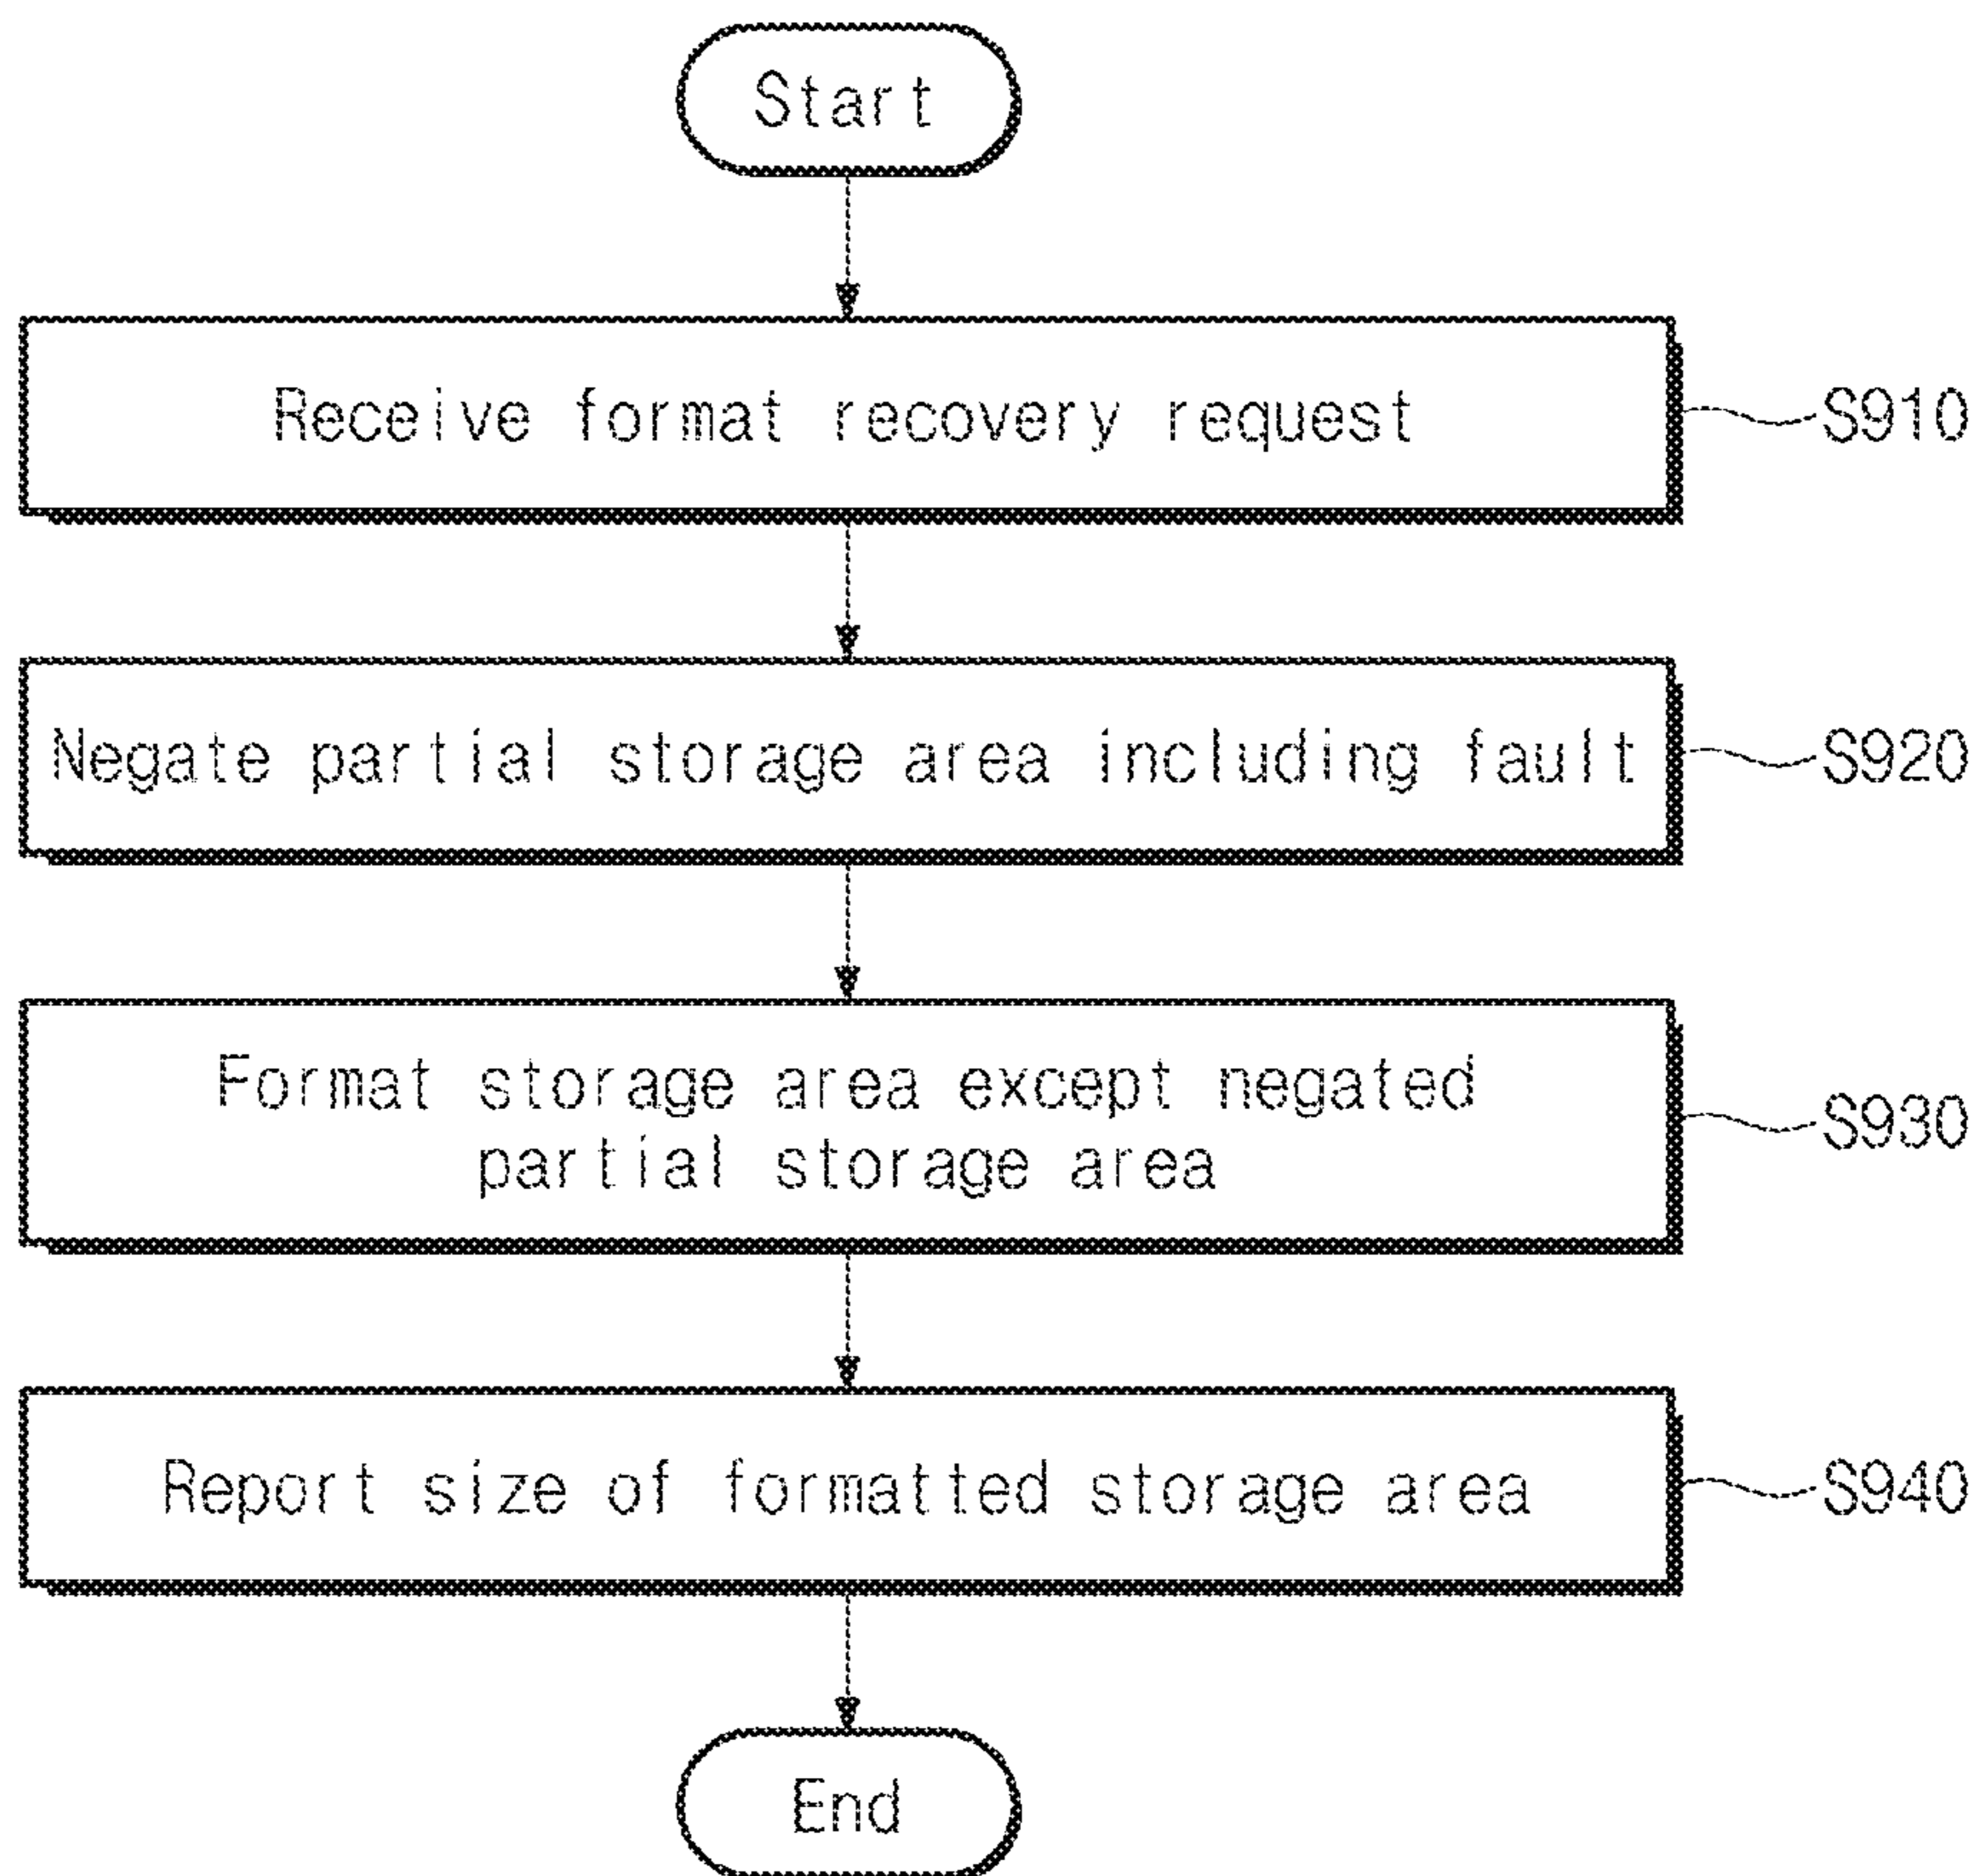 Start
Receive format recovery request
S910
Negate partial storage area including fault
S920
Format storage area except negated
partial storage area
S930
Report size of formatted storage area
S940
End